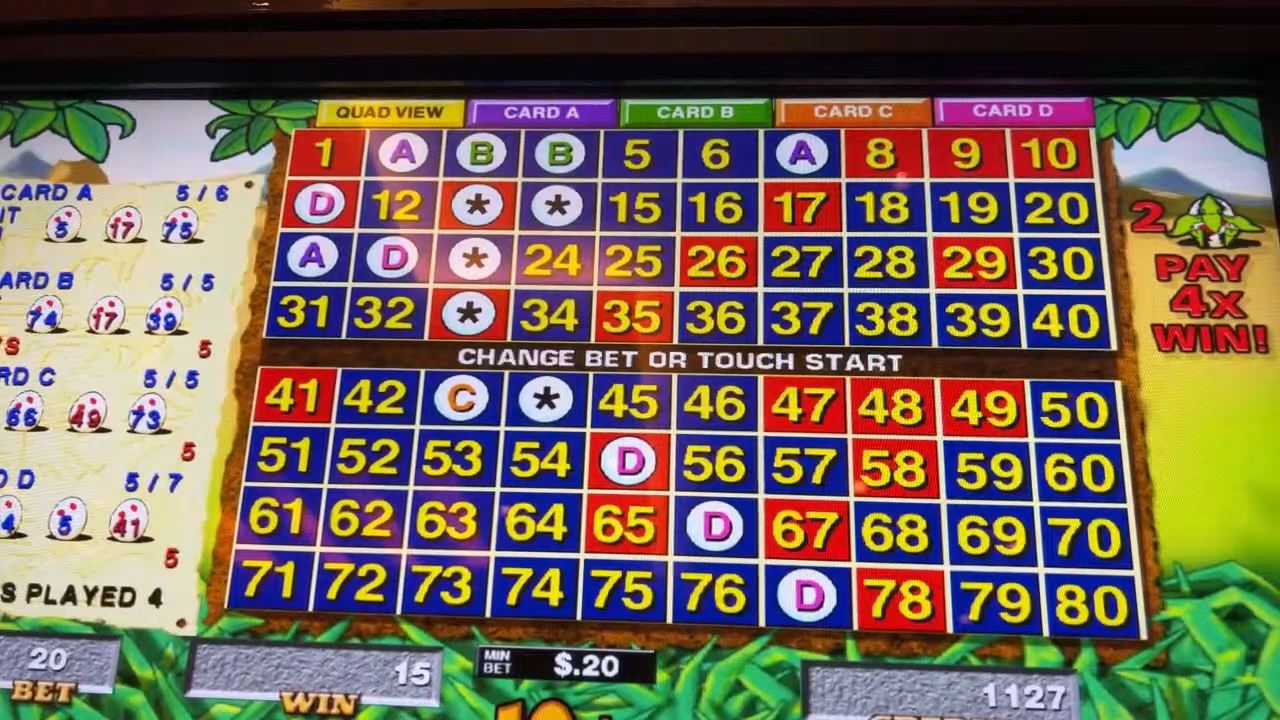 QUAD VIEW CARD A CARD B CARD C CARD D
1 A B B 5 6 A 8 9 10
D 12 * * 15 16 17 18 19 20
A D * 24 25 26 27 28 29 30
31 32 * 34 35 36 37 38 39 40
CHANGE BET OR TOUCH START
41 42 C * 45 46 47 48 49 50
51 52 53 54 D 56 57 58 59 60
61 62 63 64 65 D 67 68 69 70
71 72 73 74 75 76 D 78 79 80
CARD A 5/6
IT 5 17 75
ARD B 5/5
74 17 39
S 5
RD C 5/5
66 49 73
5
D D 5/7
4 5 41
5
S PLAYED 4
2
PAY
4X
WIN!
20
BET
15
WIN
MIN BET $.20
1127